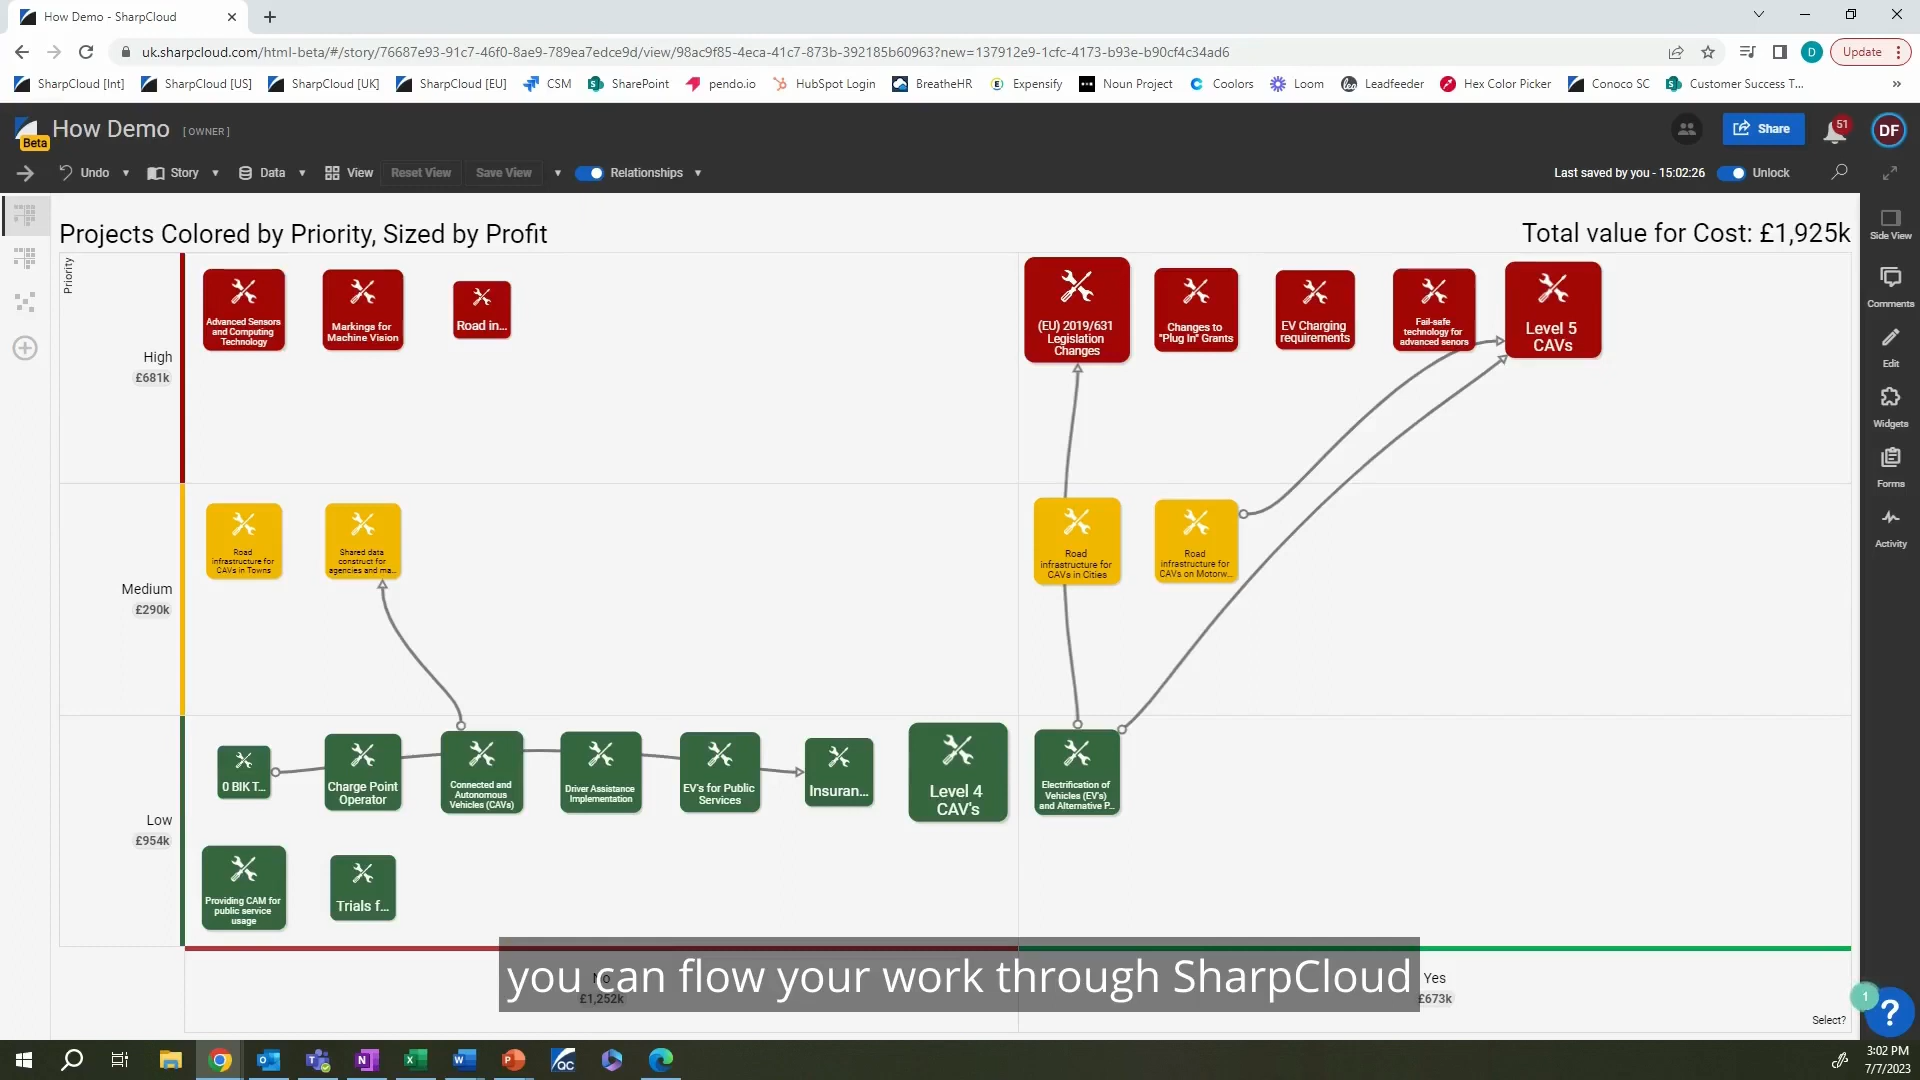 How Demo - SharpCloud
uk.sharpcloud.com/html-beta/#/story/76687e93-91c7-46f0-8ae9-789ea7edce9d/view/98ac9f85-4eca-41c7-873b-392185b60963?new=137912e9-1cfc-4173-b93e-b90cf4c34ad6
D
Update
SharpCloud [Int]
SharpCloud [US]
SharpCloud [UK]
SharpCloud [EU]
CSM
SharePoint
pendo.io
HubSpot Login
BreatheHR
Expensify
Noun Project
Coolors
Loom
Leadfeeder
Hex Color Picker
Conoco SC
Customer Success T...
»
Beta
How Demo
[ OWNER ]
Share
51
DF
Undo
Story
Data
View
Reset View
Save View
Relationships
Last saved by you - 15:02:26
Unlock
Projects Colored by Priority, Sized by Profit
Total value for Cost: £1,925k
Side View
Comments
Edit
Widgets
Forms
Activity
Priority
High
£681k
Advanced Sensors
and Computing
Technology
Markings for
Machine Vision
Road in...
(EU) 2019/631
Legislation
Changes
Changes to
"Plug In" Grants
EV Charging
requirements
Fail-safe
technology for
advanced senors
Level 5
CAVs
Medium
£290k
Road
infrastructure for
CAVs in Towns
Shared data
construct for
agencies and ma...
Road
infrastructure for
CAVs in Cities
Road
infrastructure for
CAVs on Motorw...
Low
£954k
0 BIK T...
Charge Point
Operator
Connected and
Autonomous
Vehicles (CAVs)
Driver Assistance
Implementation
EV's for Public
Services
Insuran...
Level 4
CAV's
Electrification of
Vehicles (EV's)
and Alternative P...
Providing CAM for
public service
usage
Trials f...
No
£1,252k
you can flow your work through SharpCloud
Yes
£673k
Select?
1
?
QC
3:02 PM
7/7/2023